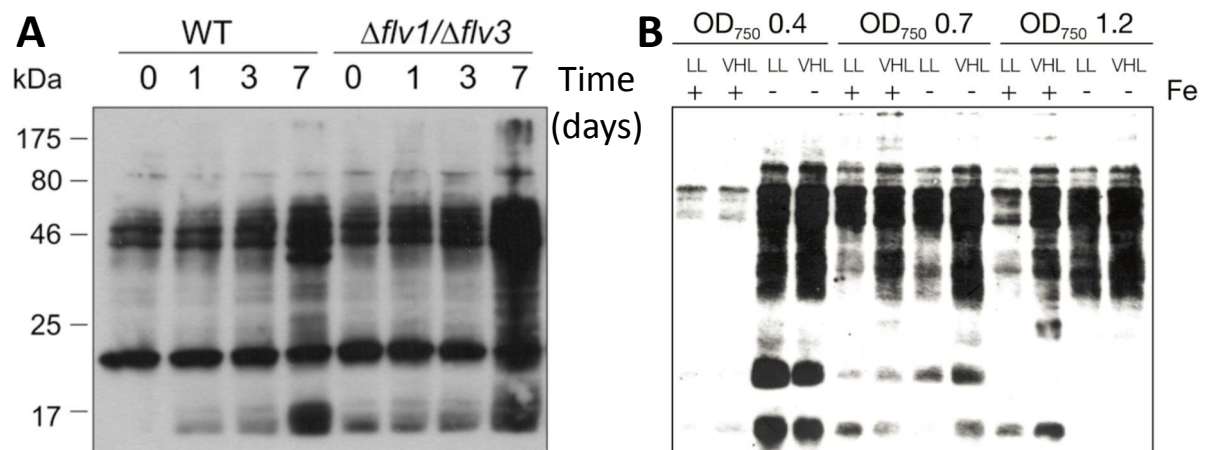 A
WT Δflv1/Δflv3
kDa 0 1 3 7 0 1 3 7 Time
(days)
175
80
46
25
17
B OD750 0.4 OD750 0.7 OD750 1.2
LL VHL LL VHL LL VHL LL VHL LL VHL LL VHL
+ + - - + + - - + + - - Fe